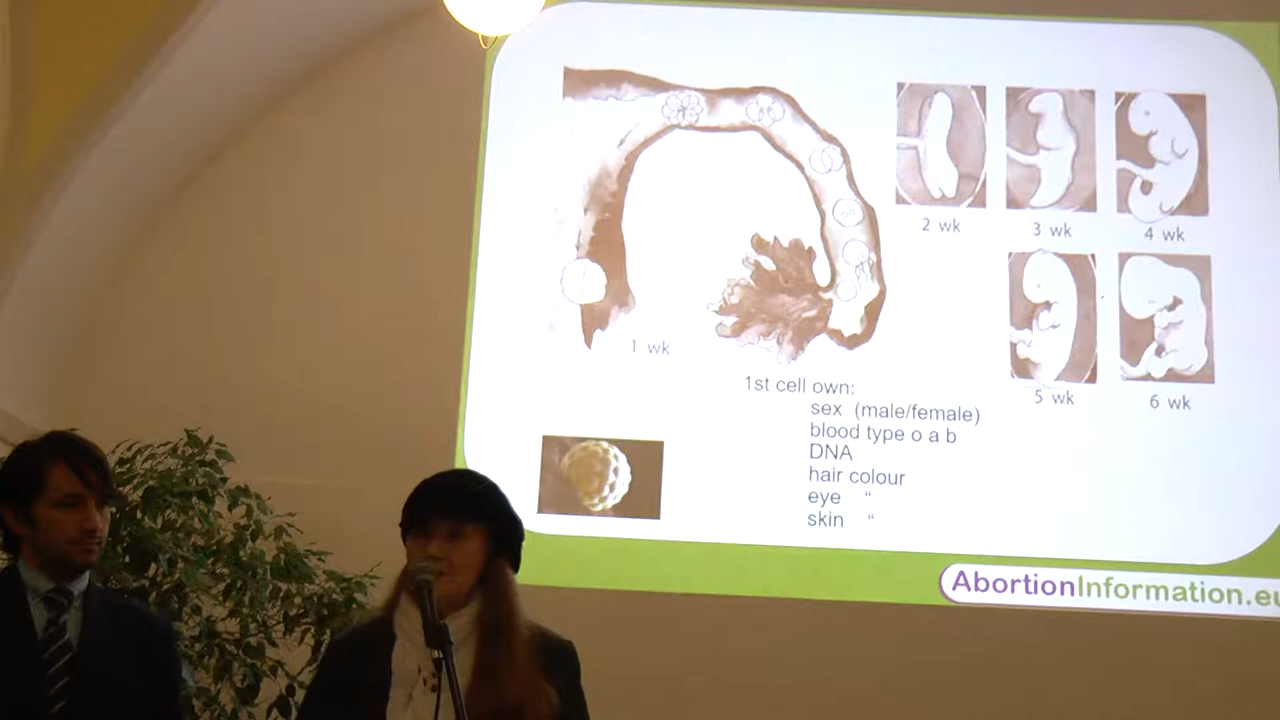 2 wk
3 wk
4 wk
1 wk
5 wk
6 wk
1st cell own:
sex (male/female)
blood type o a b
DNA
hair colour
eye "
skin "
AbortionInformation.eu